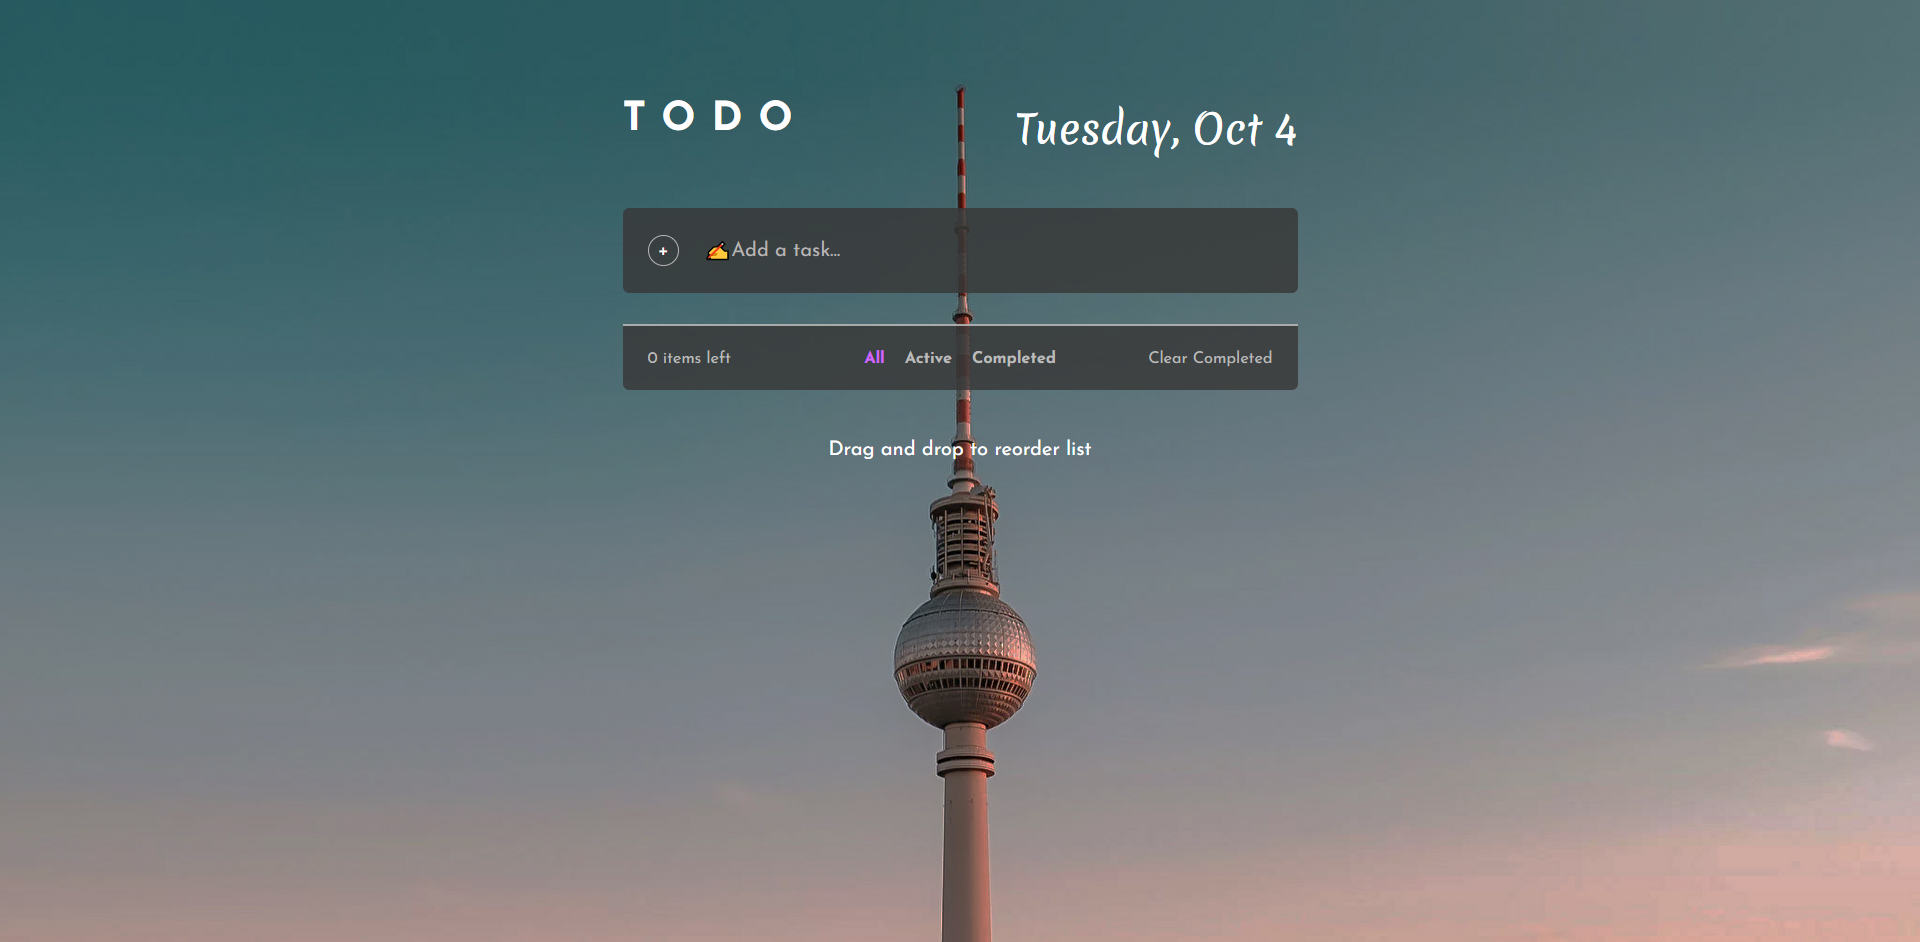 TODO
Tuesday, Oct 4
+ ✍Add a task...
0 items left All Active Completed Clear Completed
Drag and drop to reorder list